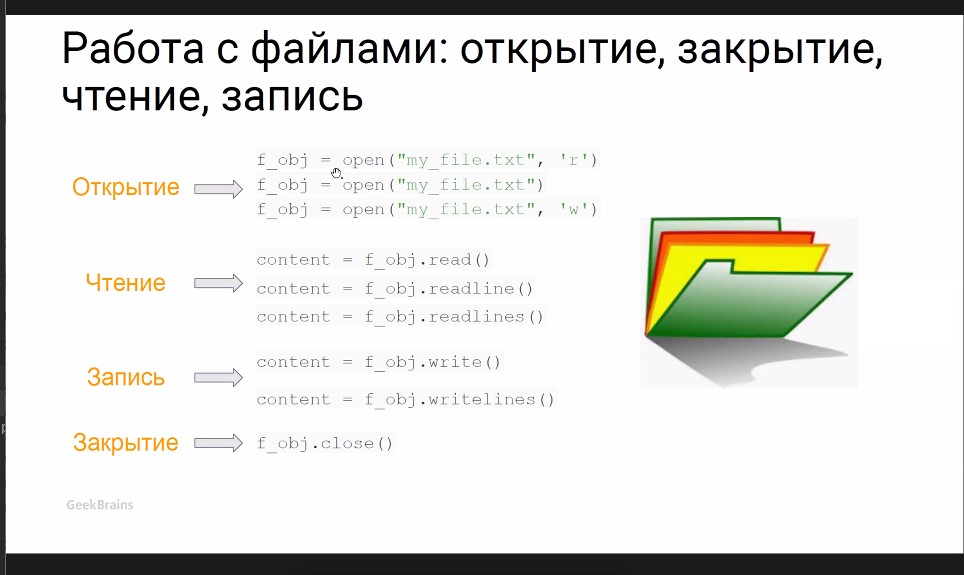 Работа с файлами: открытие, закрытие,
чтение, запись
Открытие
f_obj = open("my_file.txt", 'r')
f_obj = open("my_file.txt")
f_obj = open("my_file.txt", 'w')
Чтение
content = f_obj.read()
content = f_obj.readline()
content = f_obj.readlines()
Запись
content = f_obj.write()
content = f_obj.writelines()
Закрытие
f_obj.close()
GeekBrains